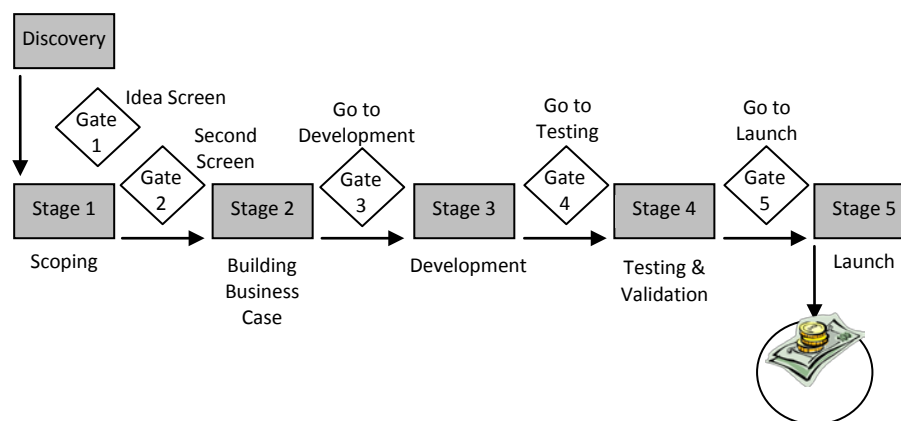 Discovery
Idea Screen
Gate
1
Second
Screen
Gate
2
Go to
Development
Gate
3
Go to
Testing
Gate
4
Go to
Launch
Gate
5
Stage 1
Stage 2
Stage 3
Stage 4
Stage 5
Scoping
Building
Business
Case
Development
Testing &
Validation
Launch